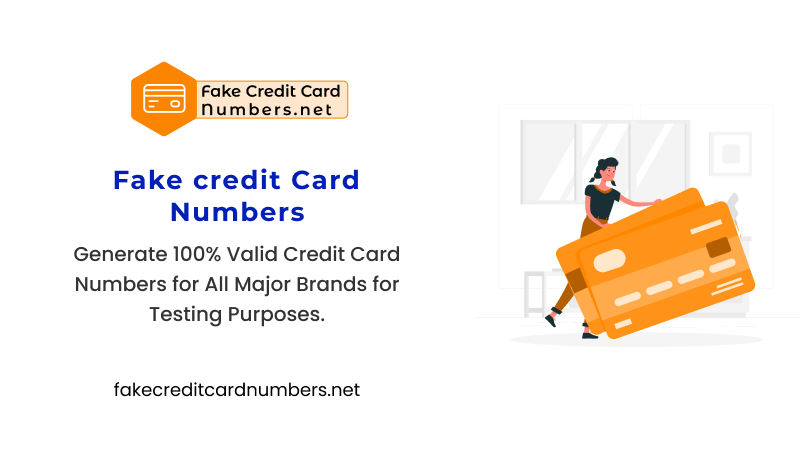 Fake Credit Card
Numbers.net
Fake credit Card
Numbers
Generate 100% Valid Credit Card
Numbers for All Major Brands for
Testing Purposes.
fakecreditcardnumbers.net